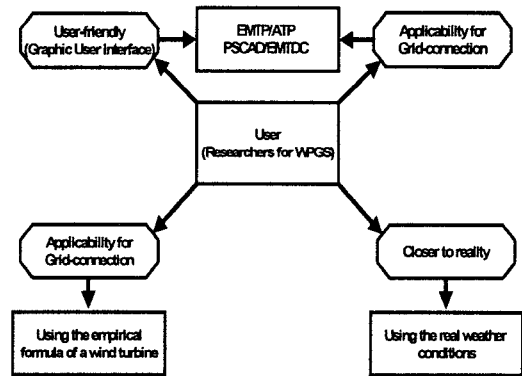 User-friendly
(Graphic User Interface)
EMTP/ATP
PSCAD/EMTDC
Applicability for
Grid-connection
User
(Researchers for WPGS)
Applicability for
Grid-connection
Closer to reality
Using the empirical
formula of a wind turbine
Using the real weather
conditions